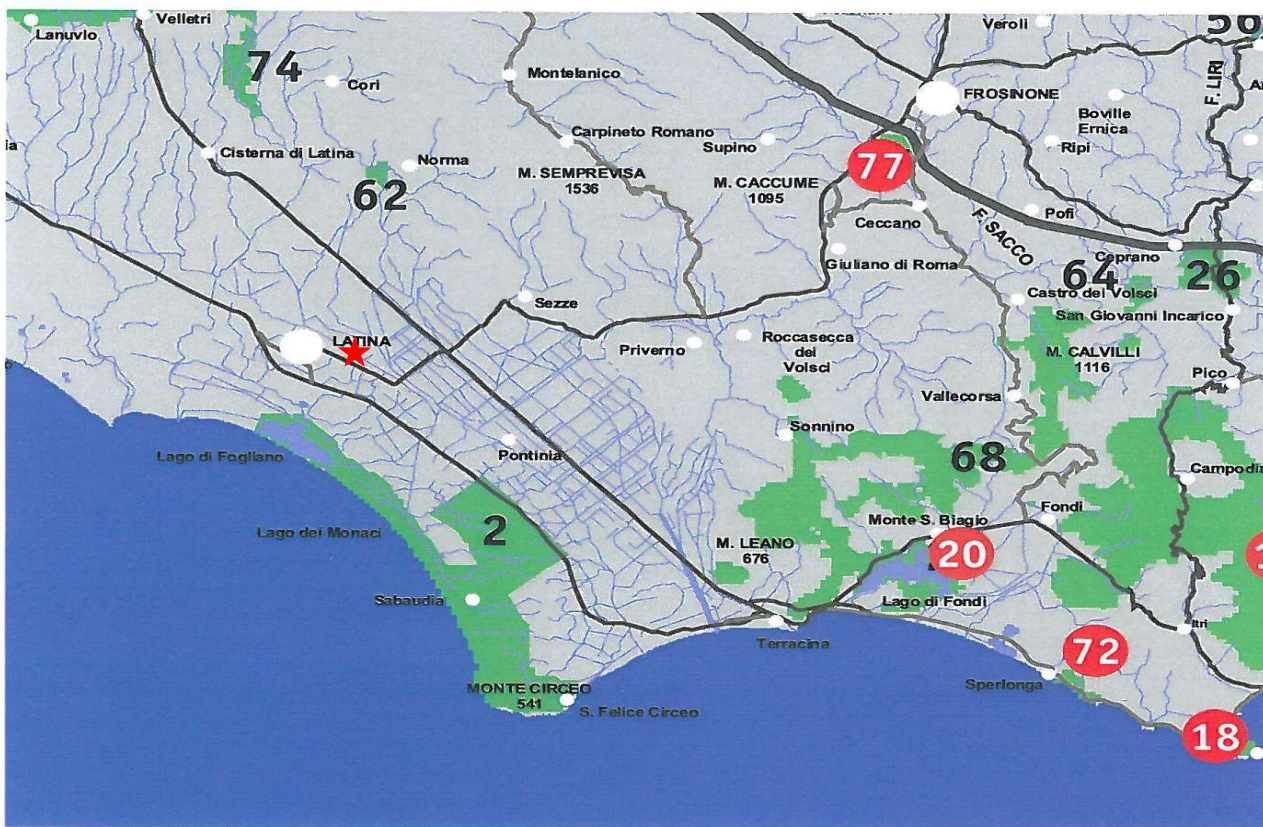 Velletri
Lanuvio
74
Cori
Montelanico
Veroli
56
F. LIRI
FROSINONE
Boville
Ernica
Ripi
Carpineto Romano
Supino
Cisterna di Latina
Norma
62
M. SEMPREVISA
1536
M. CACCUME
1095
77
Ceccano
F. SACCO
Pofi
Giuliano di Roma
64
Ceprano
26
Castro dei Volsci
San Giovanni Incarico
Sezze
LATINA
Priverno
Roccasecca
dei
Volsci
M. CALVILLI
1116
Pico
Vallecorsa
Sonnino
Pontinia
Lago di Fogliano
68
Campodi
2
Lago dei Monaci
Monte S. Biagio
Fondi
20
M. LEANO
676
Sabaudia
Lago di Fondi
Terracina
Itri
72
Sperlonga
MONTE CIRCEO
541
S. Felice Circeo
18